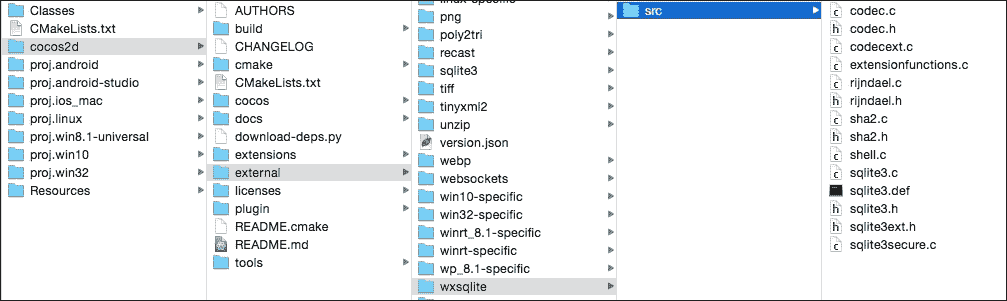 Classes
CMakeLists.txt
cocos2d
proj.android
proj.android-studio
proj.ios_mac
proj.linux
proj.win8.1-universal
proj.win10
proj.win32
Resources
AUTHORS
build
CHANGELOG
cmake
CMakeLists.txt
cocos
docs
download-deps.py
extensions
external
licenses
plugin
README.cmake
README.md
tools
png
poly2tri
recast
sqlite3
tiff
tinyxml2
unzip
version.json
webp
websockets
win10-specific
win32-specific
winrt_8.1-specific
winrt-specific
wp_8.1-specific
wxsqlite
src
codec.c
codec.h
codecext.c
extensionfunctions.c
rijndael.c
rijndael.h
sha2.c
sha2.h
shell.c
sqlite3.c
sqlite3.def
sqlite3.h
sqlite3ext.h
sqlite3secure.c